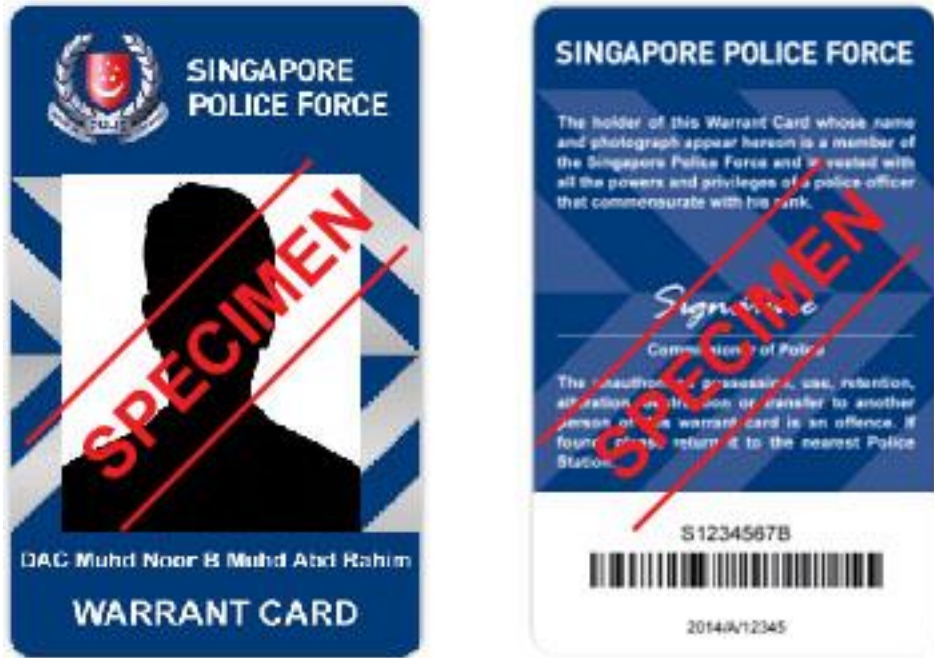 SINGAPORE
POLICE FORCE
SPECIMEN
DAC Muhd Noor B Muhd Abd Rahim
WARRANT CARD
SINGAPORE POLICE FORCE
The holder of this Warrant Card whose name
and photograph appear hereon is a member of
the Singapore Police Force and is vested with
all the powers and privileges of a police officer
that commensurate with his rank.
Signature
Commissioner of Police
The unauthorised possession, use, retention,
alteration, destruction or transfer to another
person of this warrant card is an offence. If
found, please return it to the nearest Police
Station.
SPECIMEN
S1234567B
2014/A/12345